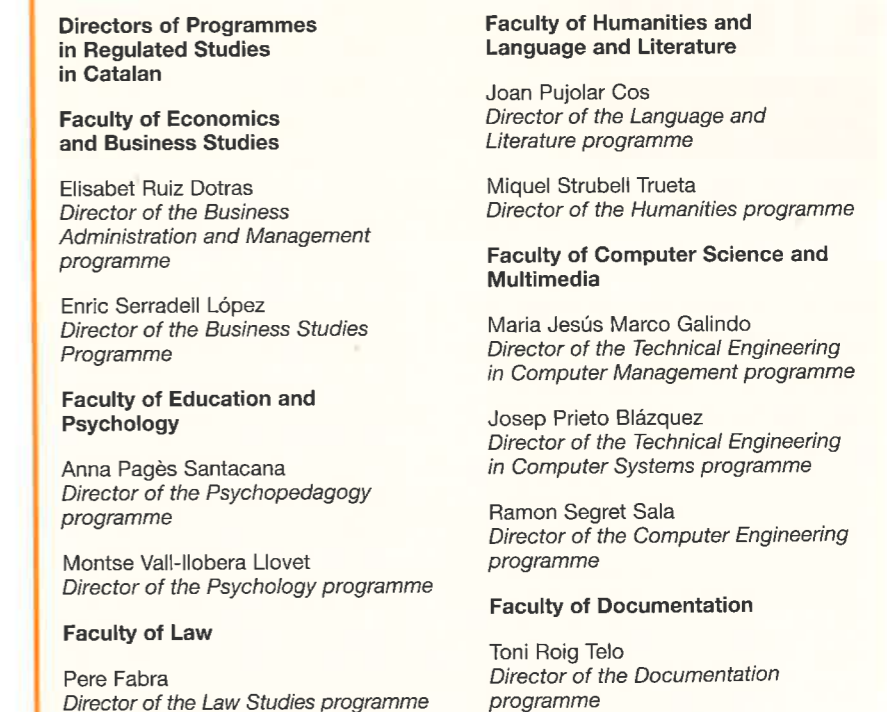 Directors of Programmes
in Regulated Studies
in Catalan
Faculty of Economics
and Business Studies
Elisabet Ruiz Dotras
Director of the Business
Administration and Management
programme
Enric Serradell López
Director of the Business Studies
Programme
Faculty of Education and
Psychology
Anna Pagès Santacana
Director of the Psychopedagogy
programme
Montse Vall-llobera Llovet
Director of the Psychology programme
Faculty of Law
Pere Fabra
Director of the Law Studies programme
Faculty of Humanities and
Language and Literature
Joan Pujolar Cos
Director of the Language and
Literature programme
Miquel Strubell Trueta
Director of the Humanities programme
Faculty of Computer Science and
Multimedia
Maria Jesús Marco Galindo
Director of the Technical Engineering
in Computer Management programme
Josep Prieto Blázquez
Director of the Technical Engineering
in Computer Systems programme
Ramon Segret Sala
Director of the Computer Engineering
programme
Faculty of Documentation
Toni Roig Telo
Director of the Documentation
programme